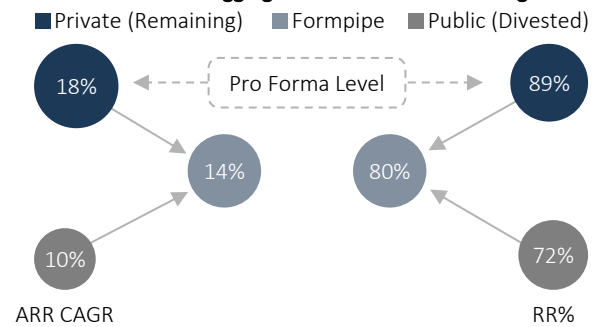 Private (Remaining) Formpipe Public (Divested)
18% Pro Forma Level 89%
14% 80%
10% 72%
ARR CAGR RR%